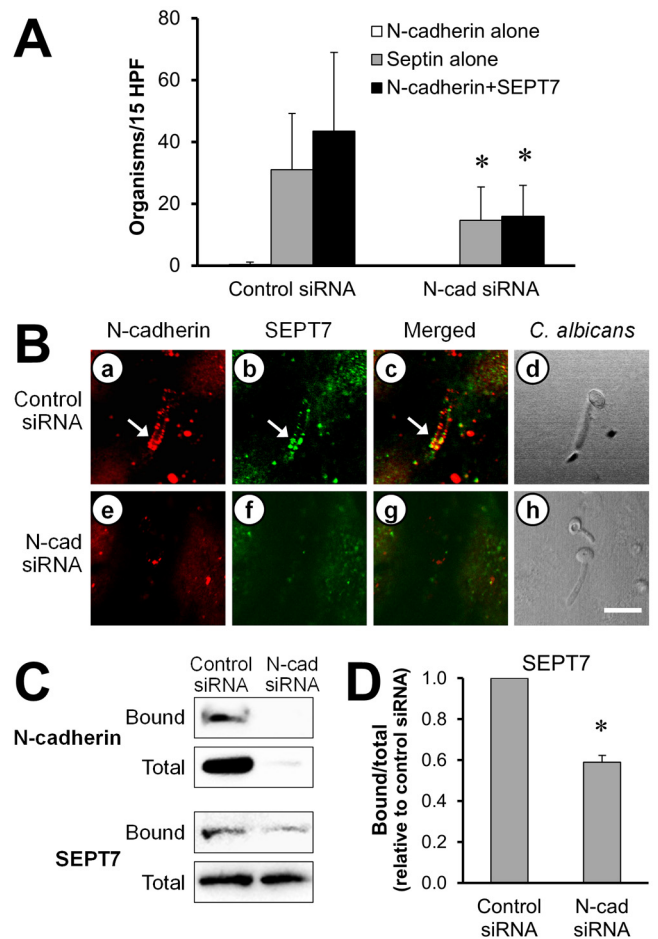 A
Organisms/15 HPF
80
60
40
20
0
N-cadherin alone
Septin alone
N-cadherin+SEPT7
* *
Control siRNA N-cad siRNA
B
N-cadherin SEPT7 Merged C. albicans
Control
siRNA
a b c d
N-cad
siRNA
e f g h
C
Control
siRNA
N-cad
siRNA
N-cadherin
Bound
Total
SEPT7
Bound
Total
D
SEPT7
Bound/total
(relative to control siRNA)
1.0
0.8
0.6
0.4
0.2
0.0
*
Control
siRNA
N-cad
siRNA